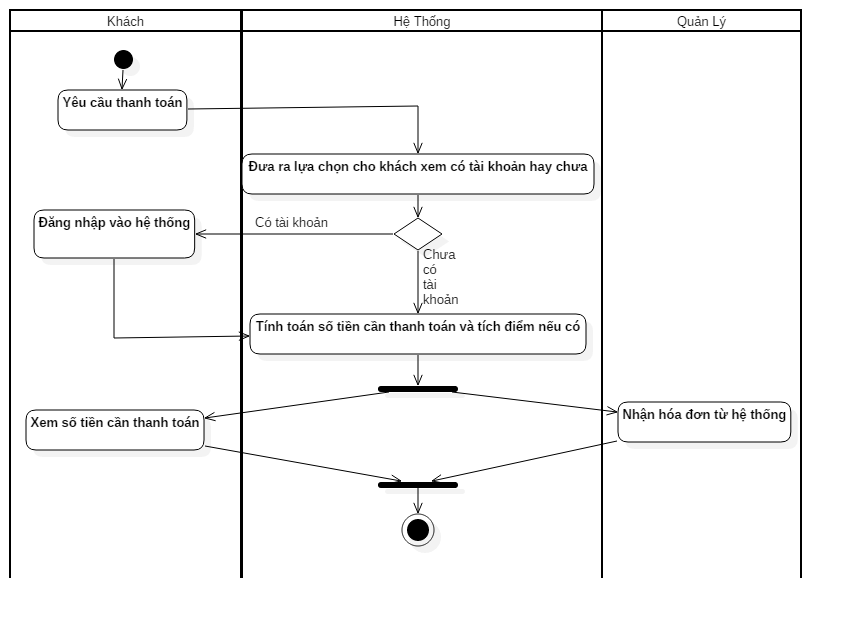 Khách
Hệ Thống
Quản Lý
Yêu cầu thanh toán
Đưa ra lựa chọn cho khách xem có tài khoản hay chưa
Đăng nhập vào hệ thống
Có tài khoản
Chưa
có
tài
khoản
Tính toán số tiền cần thanh toán và tích điểm nếu có
Xem số tiền cần thanh toán
Nhận hóa đơn từ hệ thống